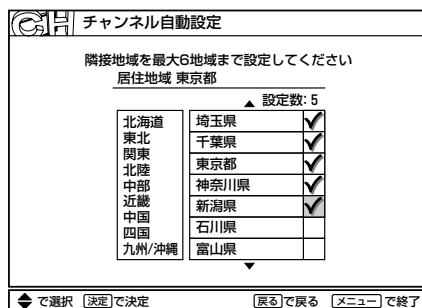 CH チャンネル自動設定
隣接地域を最大6地域まで設定してください
居住地域 東京都
▲ 設定数: 5
北海道
東北
関東
北陸
中部
近畿
中国
四国
九州/沖縄
埼玉県
千葉県
東京都
神奈川県
新潟県
石川県
富山県
▼
で選択 決定で決定 戻るで戻る メニューで終了